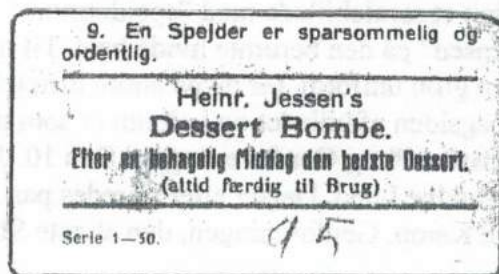 9. En Spejder er sparsommelig og
ordentlig.
Heinr. Jessen's
Dessert Bombe.
Efter en behagelig Middag den bedste Dessert.
(altid færdig til Brug)
Serie 1—50.
15